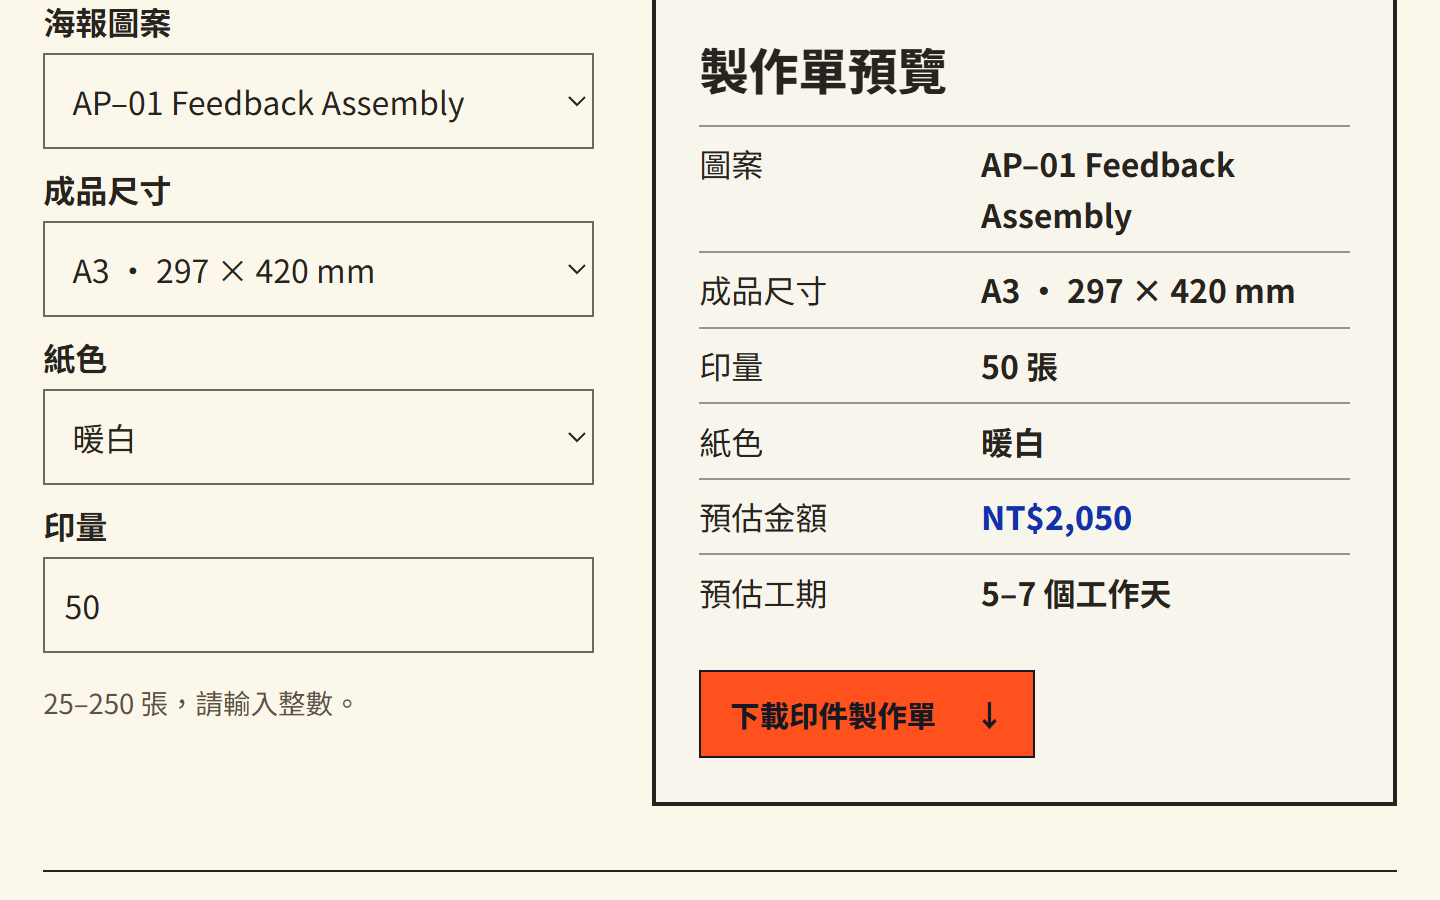 海報圖案
AP–01 Feedback Assembly
成品尺寸
A3 ・ 297 × 420 mm
紙色
暖白
印量
50
25–250 張，請輸入整數。
製作單預覽
圖案 AP–01 Feedback
Assembly
成品尺寸 A3 ・ 297 × 420 mm
印量 50 張
紙色 暖白
預估金額 NT$2,050
預估工期 5–7 個工作天
下載印件製作單 ↓